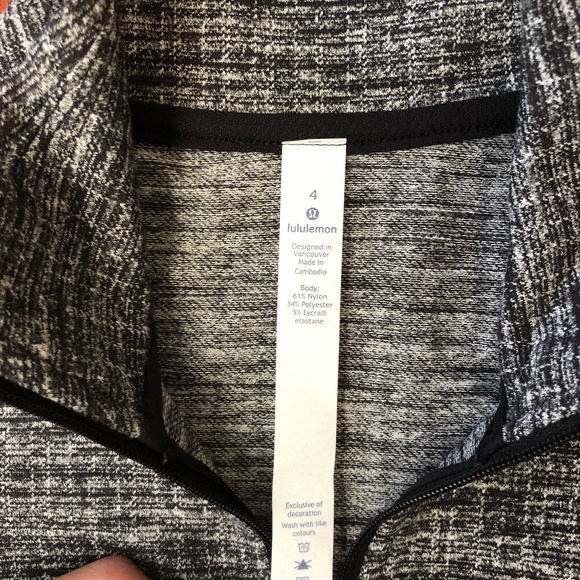 4
lululemon
Designed in
Vancouver
Made in
Cambodia
Body:
61% Nylon
34% Polyester
5% Lycra®
elastane
Exclusive of
decoration
Wash with like
colours